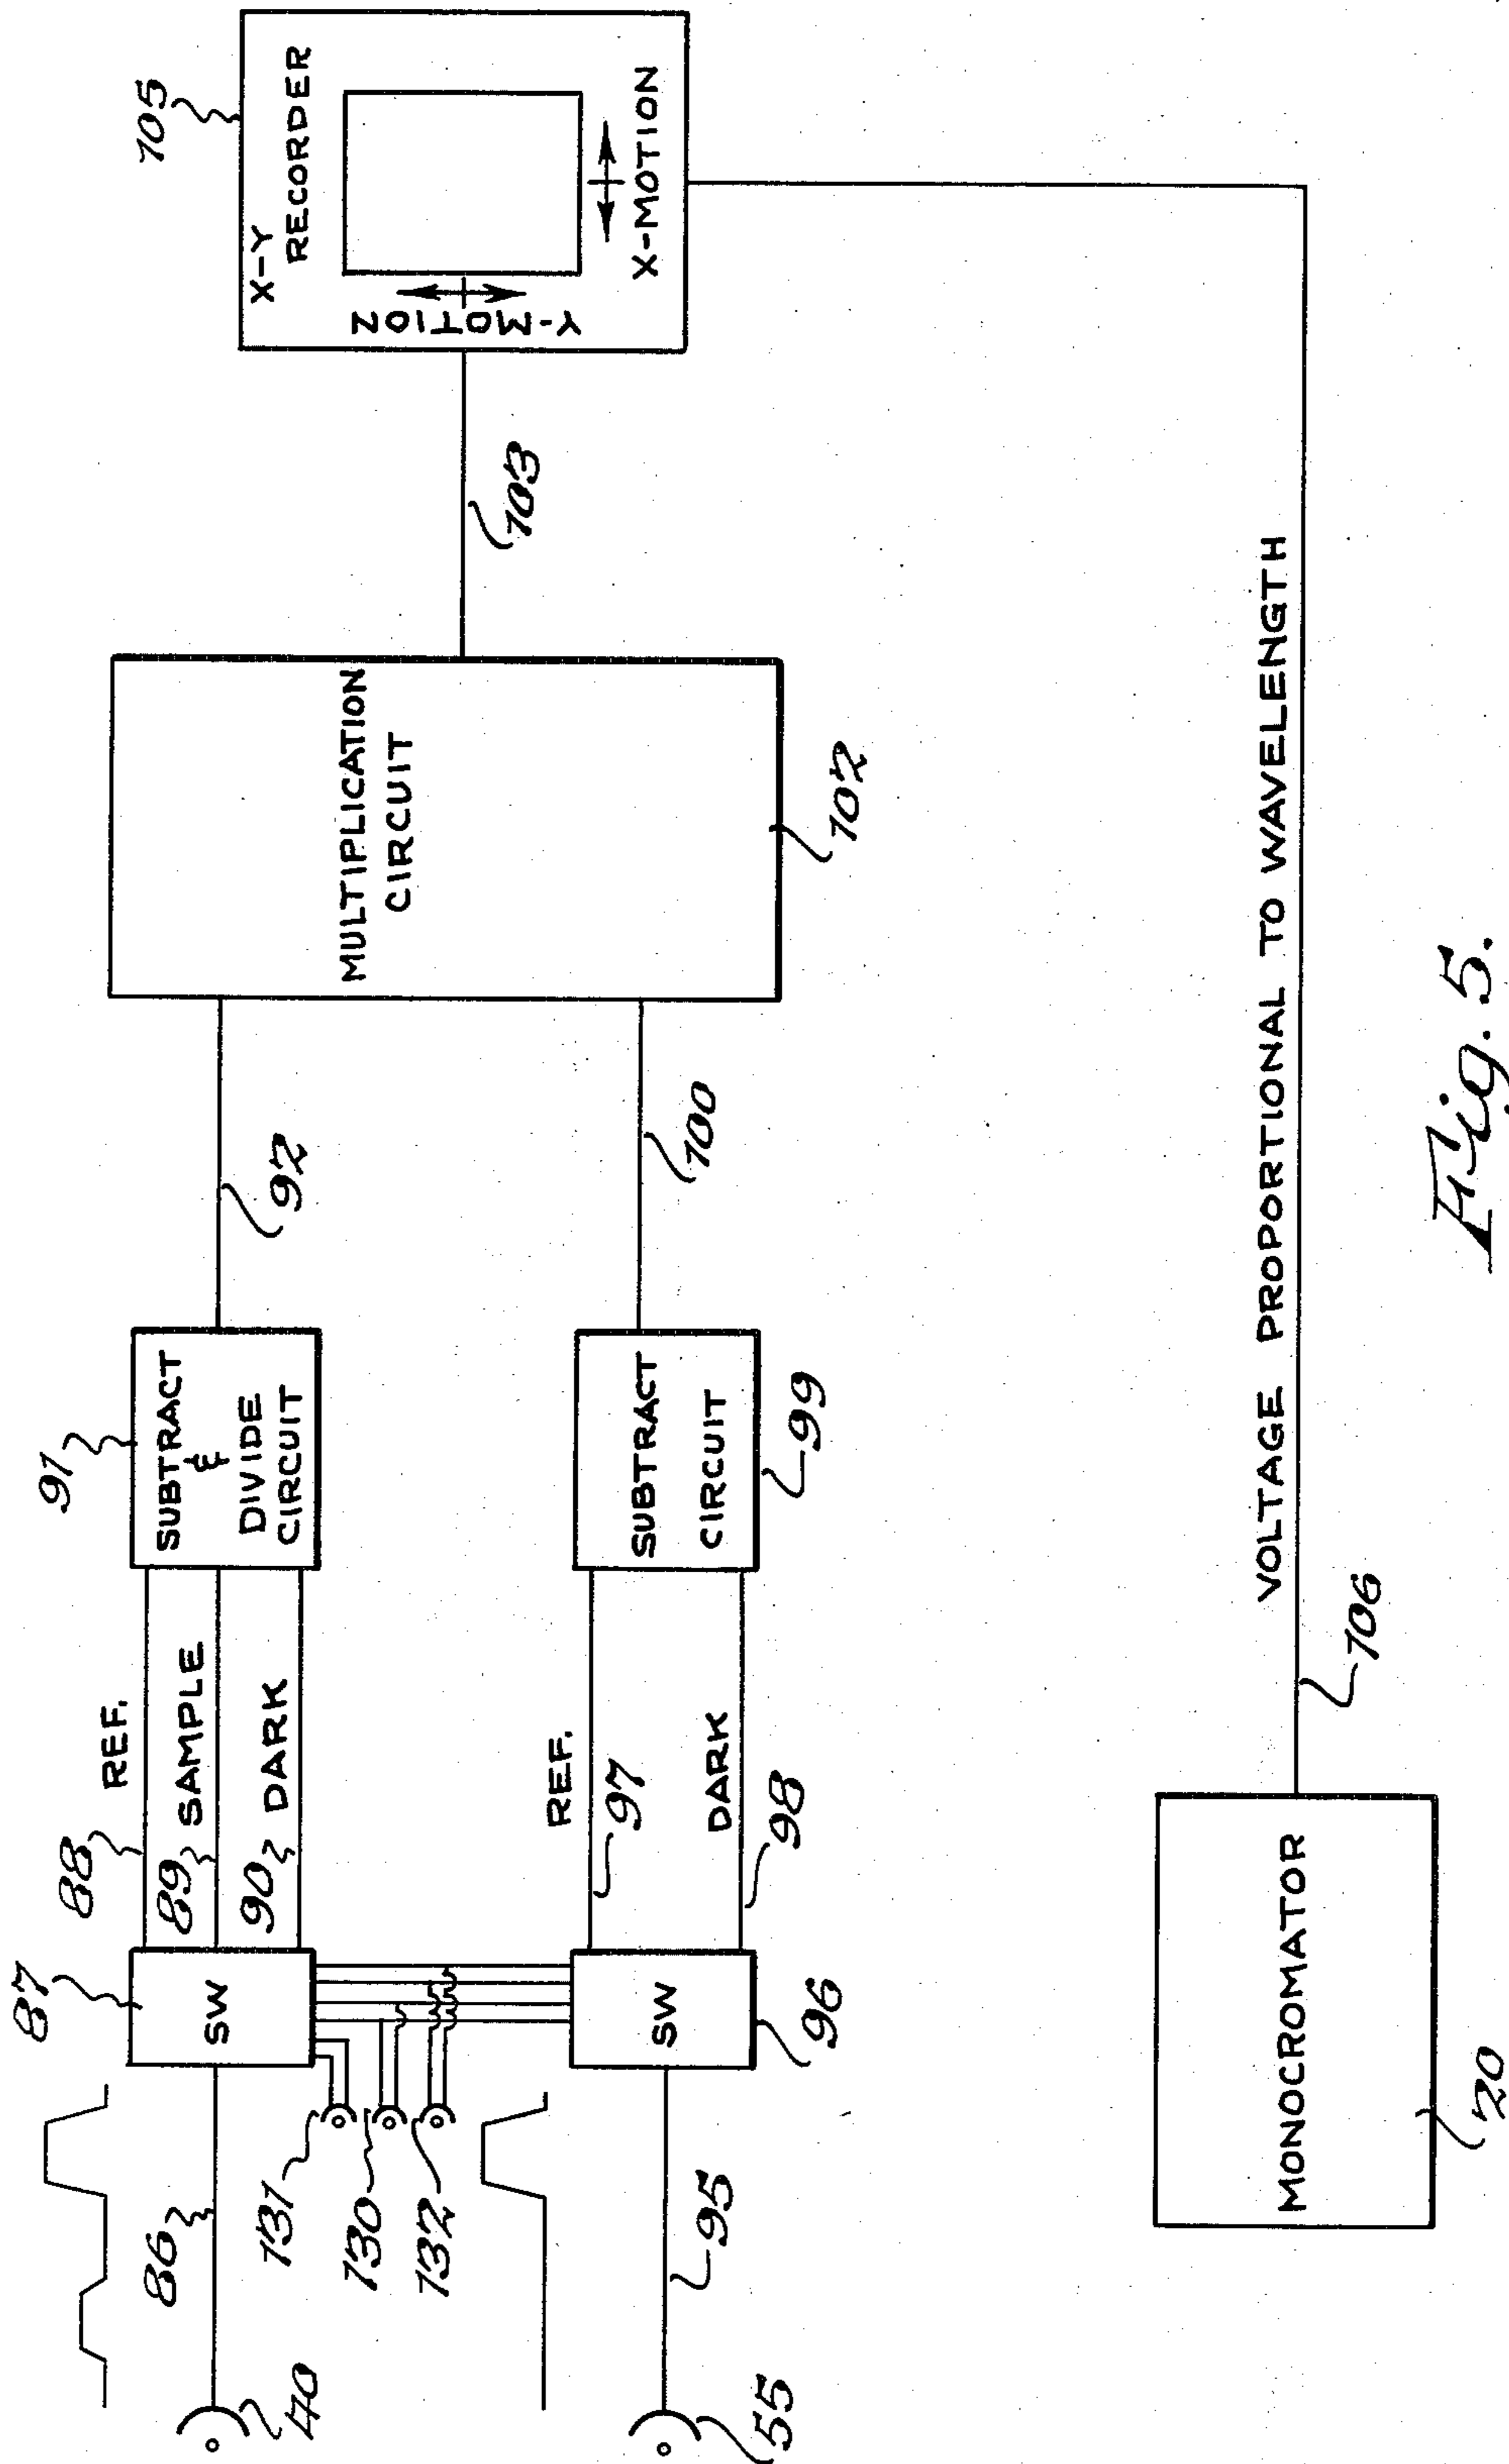 105
X-Y
RECORDER
Y-MOTION
X-MOTION
103
MULTIPLICATION
CIRCUIT
102
92
100
91
SUBTRACT
&
DIVIDE
CIRCUIT
SUBTRACT
CIRCUIT
99
88
REF.
89 SAMPLE
90 DARK
REF.
97
DARK
98
87
SW
SW
96
86
131
130
132
95
40
55
VOLTAGE PROPORTIONAL TO WAVELENGTH
106
MONOCROMATOR
20
Fig. 5.